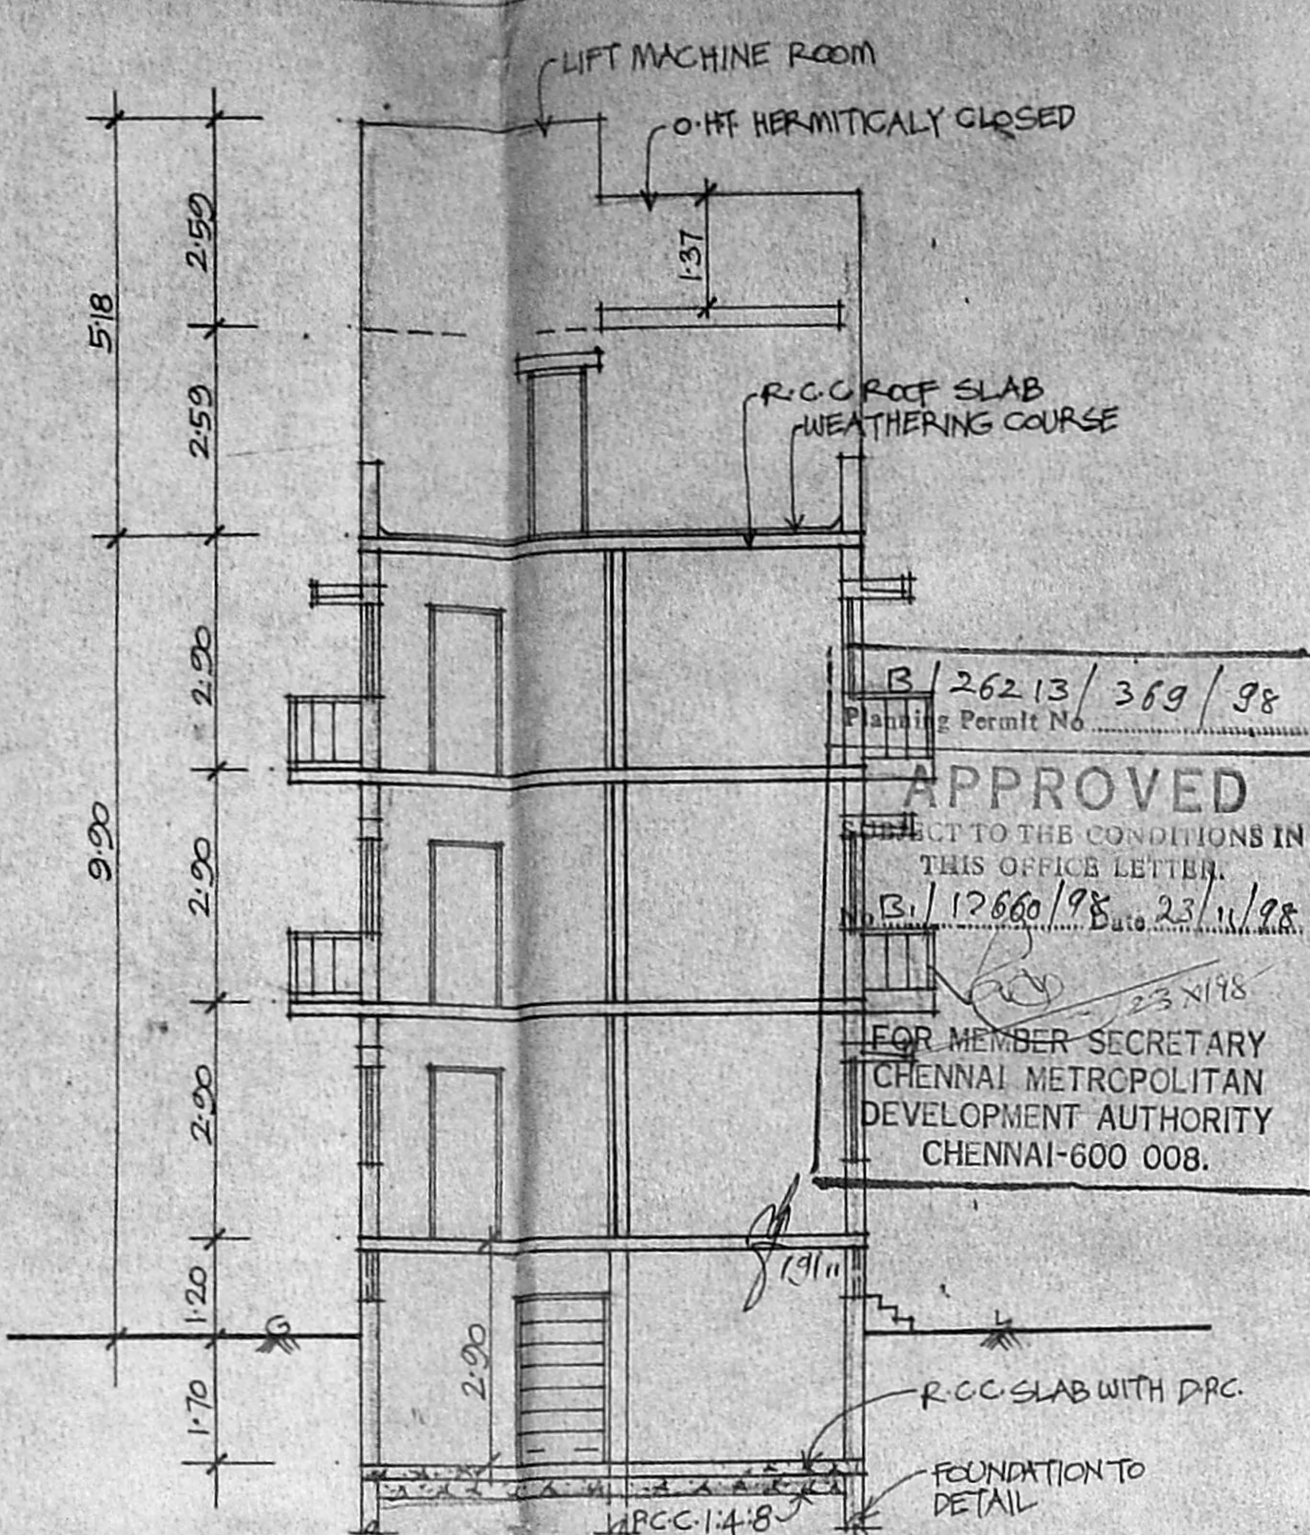 LIFT MACHINE ROOM
O.H.T. HERMITICALY CLOSED
2.59
1.37
5.18
2.59
R.C.C ROOF SLAB
WEATHERING COURSE
2.90
B / 26213 / 369 / 98
Planning Permit No
APPROVED
SUBJECT TO THE CONDITIONS IN
THIS OFFICE LETTER.
9.90
2.90
No B1 / 12660 / 98 Date 23/11/98
23 XI 98
FOR MEMBER SECRETARY
CHENNAI METROPOLITAN
DEVELOPMENT AUTHORITY
CHENNAI-600 008.
2.90
19/11
1.20
G
L
2.90
1.70
R.C.C. SLAB WITH D.P.C.
FOUNDATION TO
DETAIL
P.C.C. 1:4:8